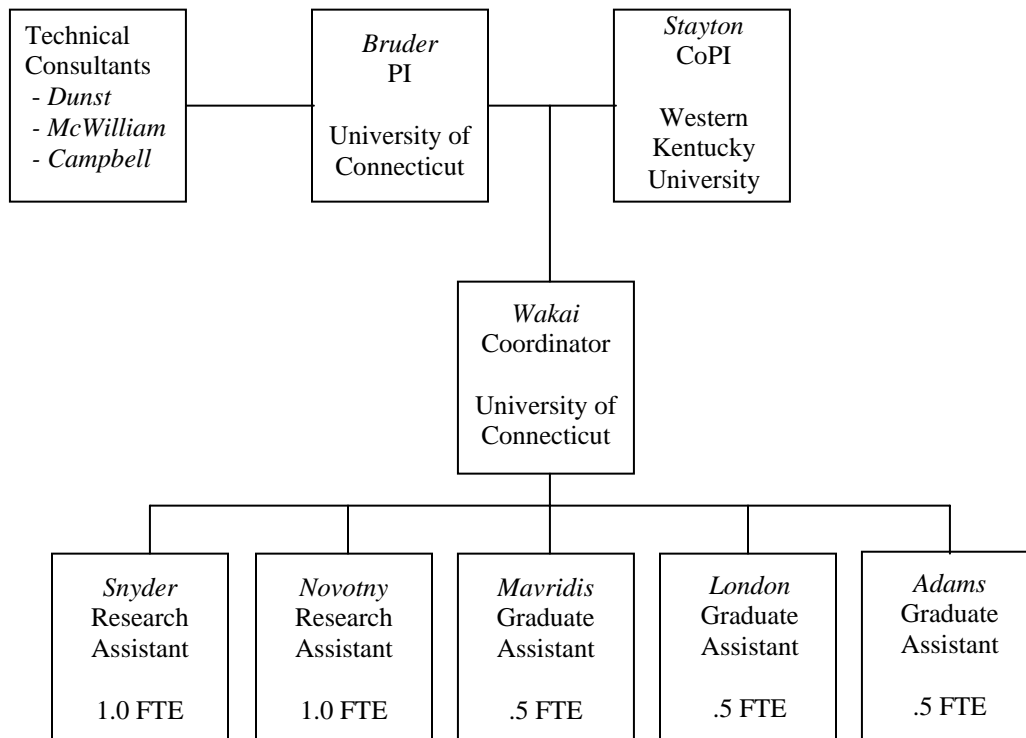 Technical
Consultants
- Dunst
- McWilliam
- Campbell
Bruder
PI
University of
Connecticut
Stayton
CoPI
Western
Kentucky
University
Wakai
Coordinator
University of
Connecticut
Snyder
Research
Assistant
1.0 FTE
Novotny
Research
Assistant
1.0 FTE
Mavridis
Graduate
Assistant
.5 FTE
London
Graduate
Assistant
.5 FTE
Adams
Graduate
Assistant
.5 FTE